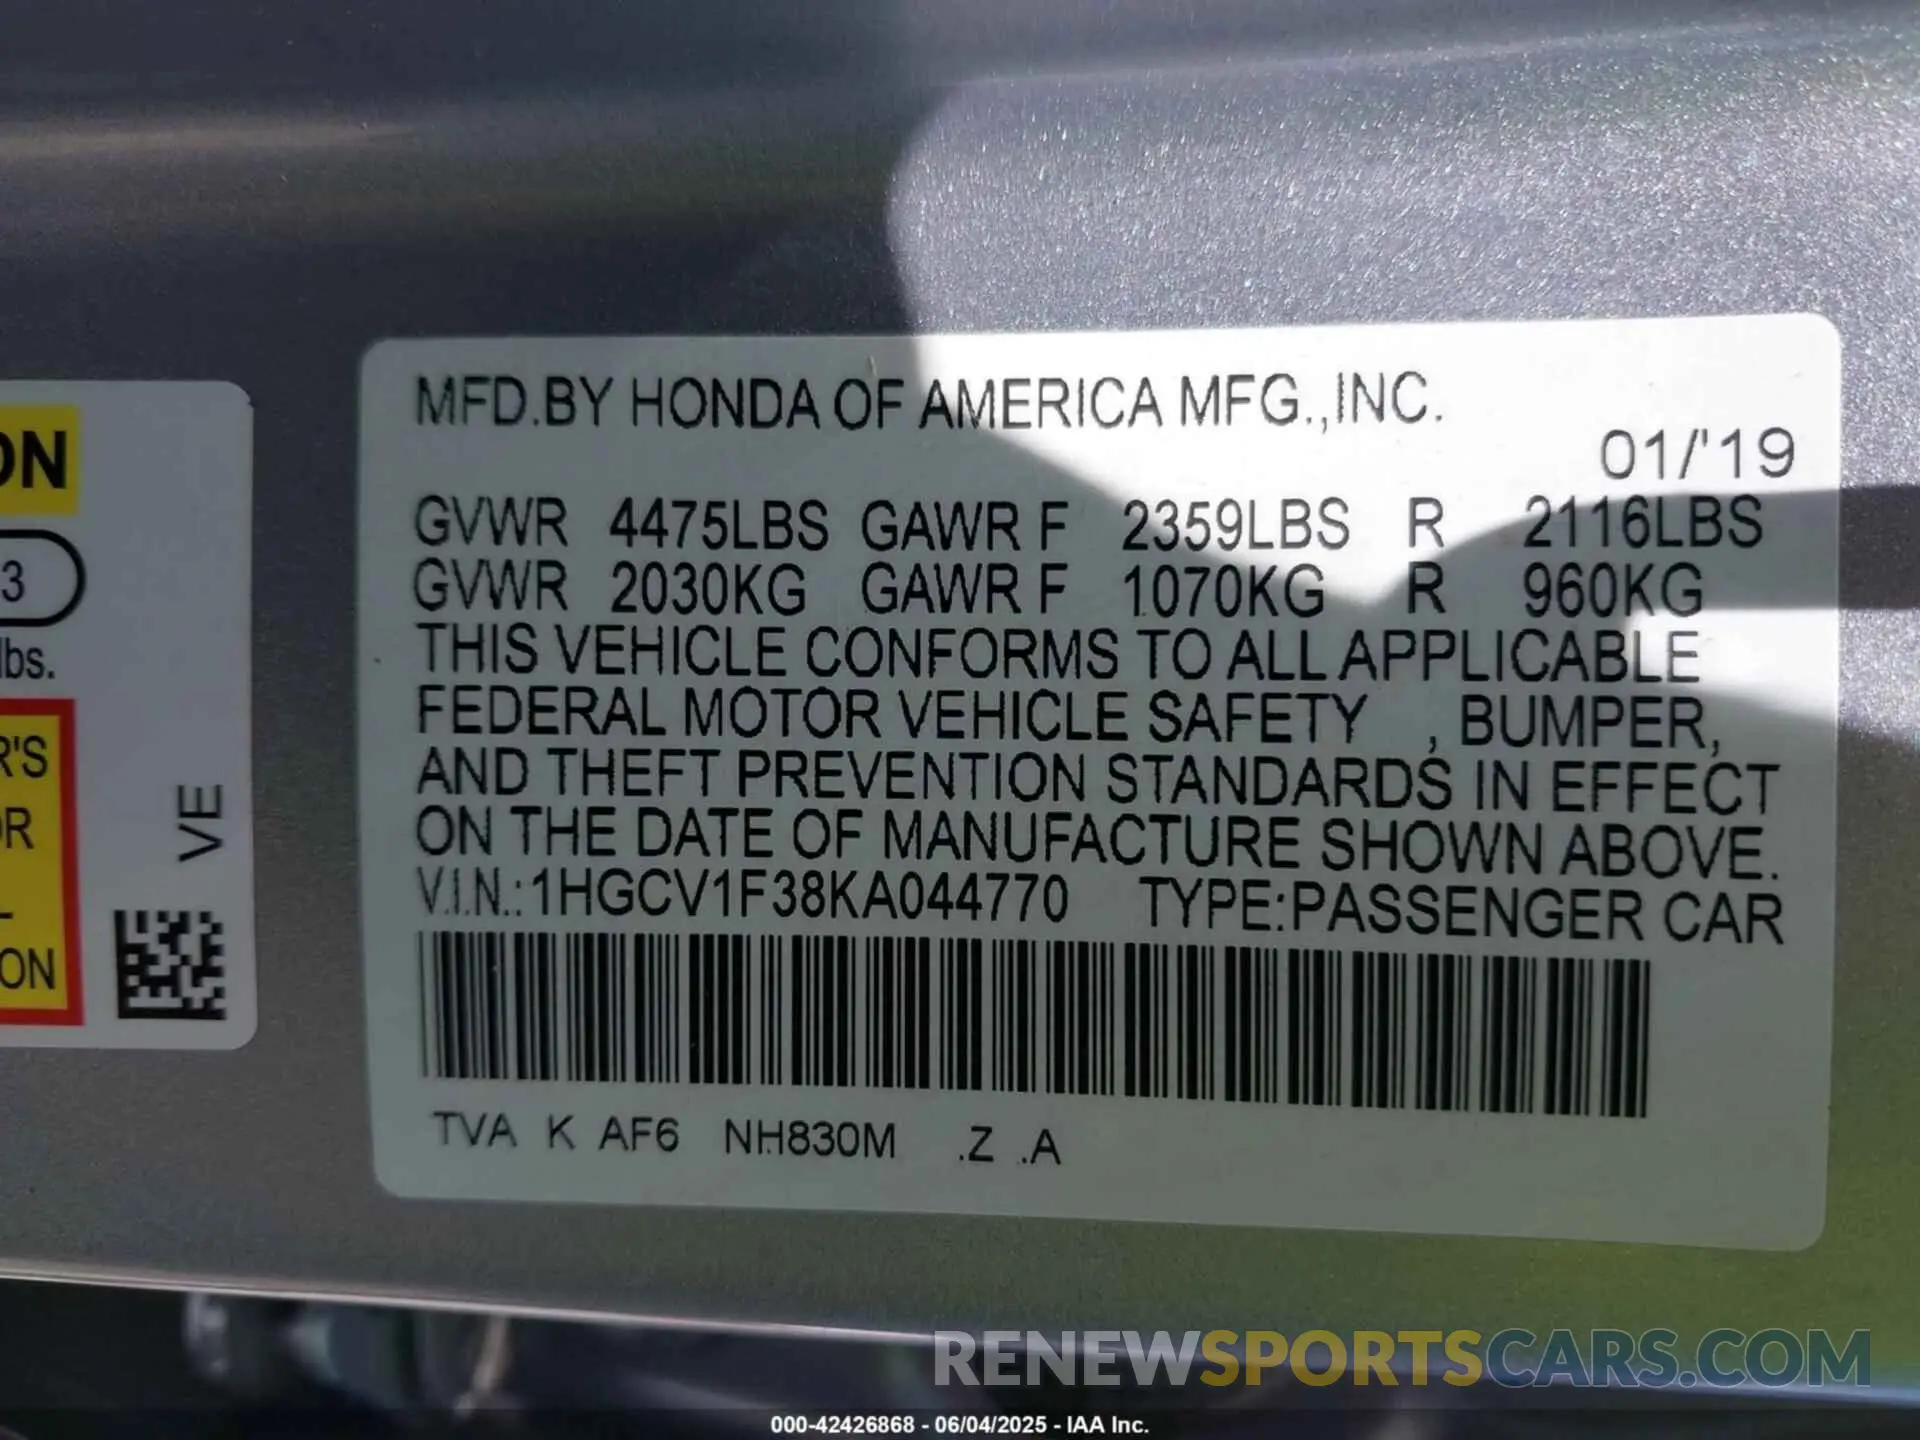 MFD.BY HONDA OF AMERICA MFG.,INC.
01/'19
GVWR 4475LBS GAWR F 2359LBS R 2116LBS
GVWR 2030KG GAWR F 1070KG R 960KG
THIS VEHICLE CONFORMS TO ALL APPLICABLE
FEDERAL MOTOR VEHICLE SAFETY , BUMPER,
AND THEFT PREVENTION STANDARDS IN EFFECT
ON THE DATE OF MANUFACTURE SHOWN ABOVE.
V.I.N.:1HGCV1F38KA044770 TYPE:PASSENGER CAR
TVA K AF6 NH830M .Z .A
ON
3
lbs.
R'S
OR
L
ON
VE
RENEWSPORTSCARS.COM
000-42426868 - 06/04/2025 - IAA Inc.